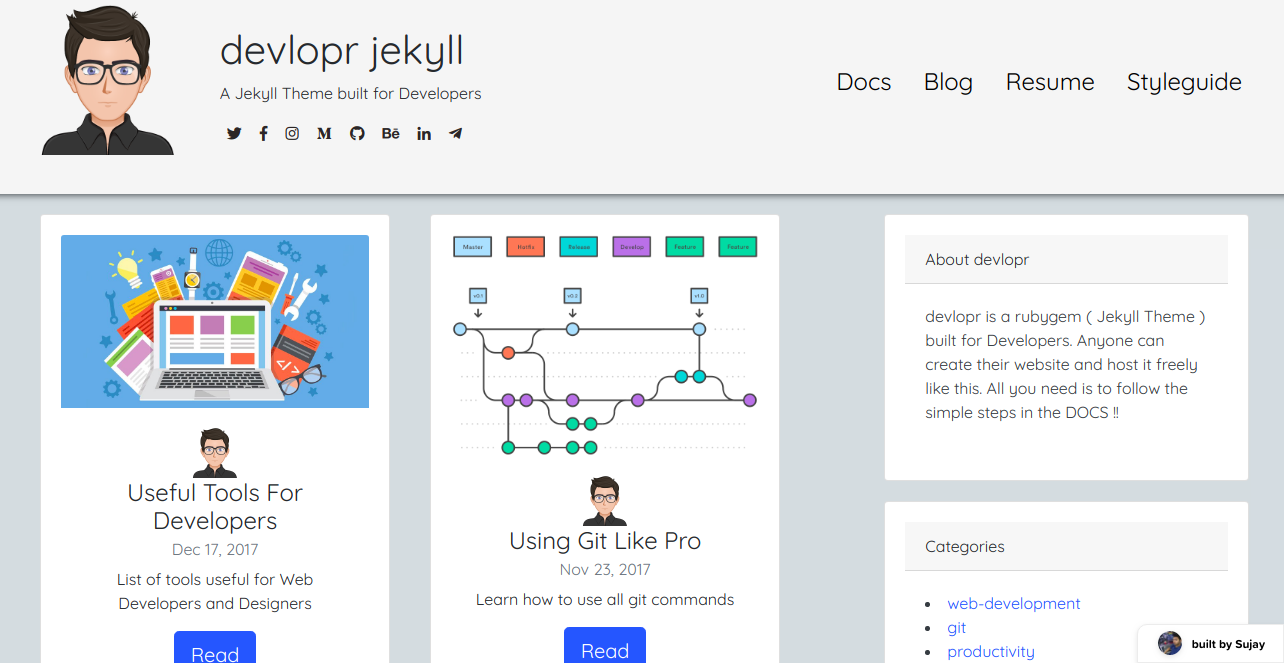 devlopr jekyll
A Jekyll Theme built for Developers
Docs Blog Resume Styleguide
Useful Tools For
Developers
Dec 17, 2017
List of tools useful for Web
Developers and Designers
Read
Master Hotfix Release Develop Feature Feature
v0.1 v0.2 v1.0
Using Git Like Pro
Nov 23, 2017
Learn how to use all git commands
Read
About devlopr
devlopr is a rubygem ( Jekyll Theme )
built for Developers. Anyone can
create their website and host it freely
like this. All you need is to follow the
simple steps in the DOCS !!
Categories
web-development
git
productivity
built by Sujay